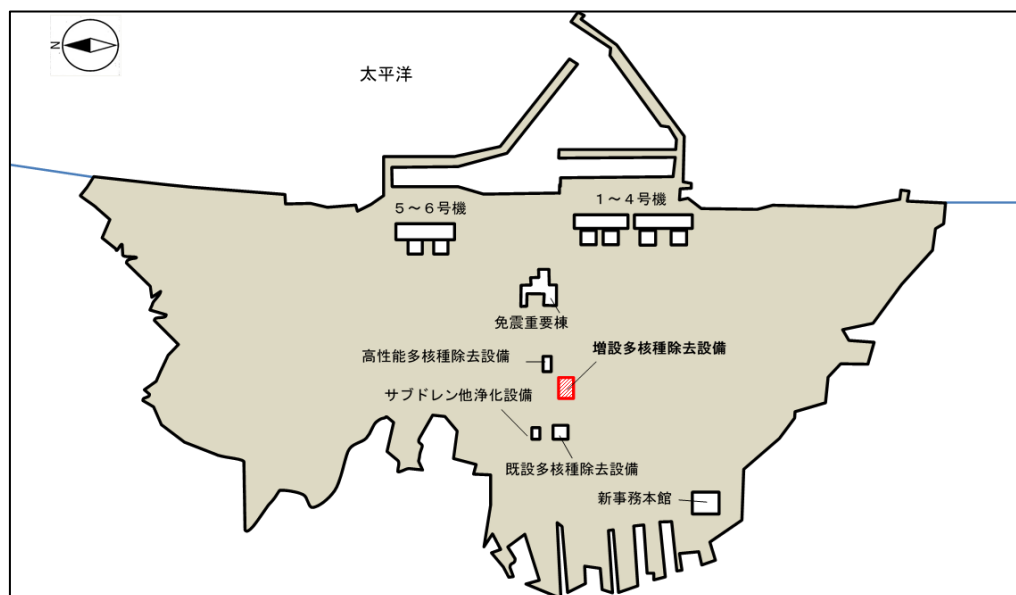 N
太平洋
５～６号機
１～４号機
免震重要棟
高性能多核種除去設備
増設多核種除去設備
サブドレン他浄化設備
既設多核種除去設備
新事務本館